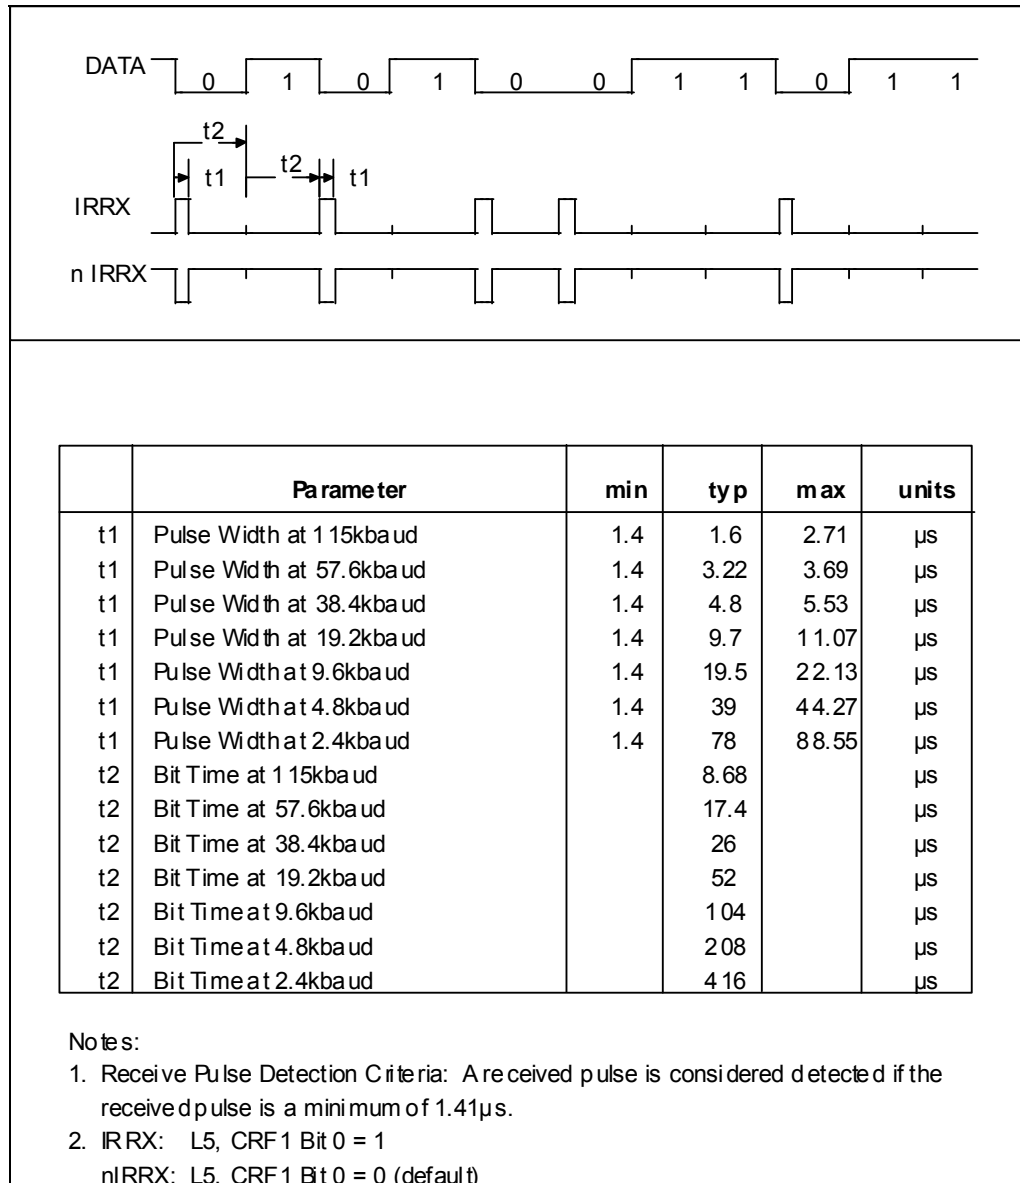 DATA 0 1 0 1 0 0 1 1 0 1 1
t2
t1 t2 t1
IRRX
n IRRX
Parameter min typ max units
t1 Pulse Width at 115kbaud 1.4 1.6 2.71 µs
t1 Pulse Width at 57.6kbaud 1.4 3.22 3.69 µs
t1 Pulse Width at 38.4kbaud 1.4 4.8 5.53 µs
t1 Pulse Width at 19.2kbaud 1.4 9.7 11.07 µs
t1 Pulse Width at 9.6kbaud 1.4 19.5 22.13 µs
t1 Pulse Width at 4.8kbaud 1.4 39 44.27 µs
t1 Pulse Width at 2.4kbaud 1.4 78 88.55 µs
t2 Bit Time at 115kbaud 8.68 µs
t2 Bit Time at 57.6kbaud 17.4 µs
t2 Bit Time at 38.4kbaud 26 µs
t2 Bit Time at 19.2kbaud 52 µs
t2 Bit Time at 9.6kbaud 104 µs
t2 Bit Time at 4.8kbaud 208 µs
t2 Bit Time at 2.4kbaud 416 µs
Notes:
1. Receive Pulse Detection Criteria: A received pulse is considered detected if the
received pulse is a minimum of 1.41µs.
2. IRRX: L5, CRF1 Bit 0 = 1
nIRRX: L5, CRF1 Bit 0 = 0 (default)